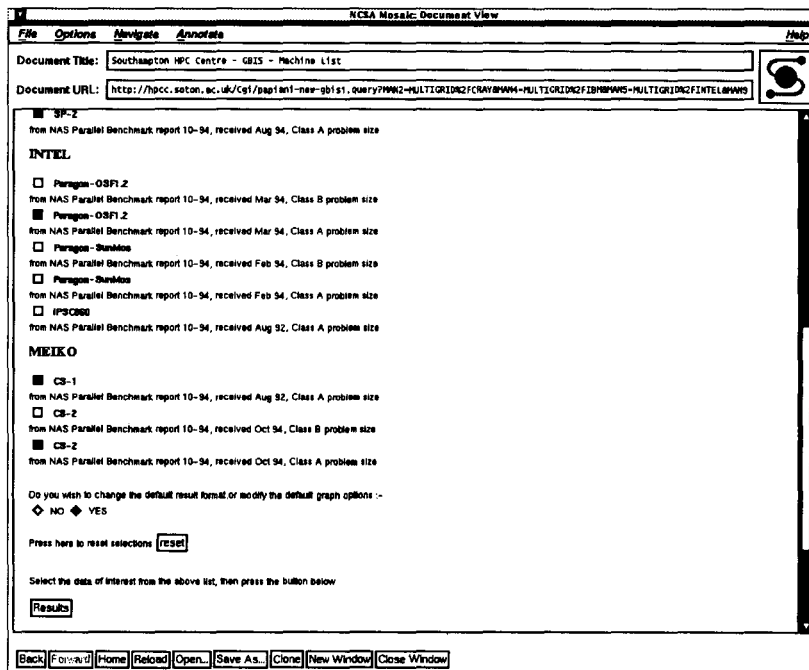 NCSA Mosaic: Document View
File Options Navigate Annotate Help
Document Title: Southampton HPC Centre - GBIS - Machine List
Document URL: http://hpcc.soton.ac.uk/Cgi/papiani-new-gbis1.query?MAN2=MULTIGRID%2FCRAY&MAN4=MULTIGRID%2FIBM&MAN5=MULTIGRID%2FINTEL&MAN9
SP-2
from NAS Parallel Benchmark report 10-94, received Aug 94, Class A problem size
INTEL
Paragon-OSF1.2
from NAS Parallel Benchmark report 10-94, received Mar 94, Class B problem size
Paragon-OSF1.2
from NAS Parallel Benchmark report 10-94, received Mar 94, Class A problem size
Paragon-SunMos
from NAS Parallel Benchmark report 10-94, received Feb 94, Class B problem size
Paragon-SunMos
from NAS Parallel Benchmark report 10-94, received Feb 94, Class A problem size
iPSC860
from NAS Parallel Benchmark report 10-94, received Aug 92, Class A problem size
MEIKO
CS-1
from NAS Parallel Benchmark report 10-94, received Aug 92, Class A problem size
CS-2
from NAS Parallel Benchmark report 10-94, received Oct 94, Class B problem size
CS-2
from NAS Parallel Benchmark report 10-94, received Oct 94, Class A problem size
Do you wish to change the default result format or modify the default graph options :-
NO YES
Press here to reset selections reset
Select the data of interest from the above list, then press the button below
Results
Back Forward Home Reload Open... Save As... Clone New Window Close Window